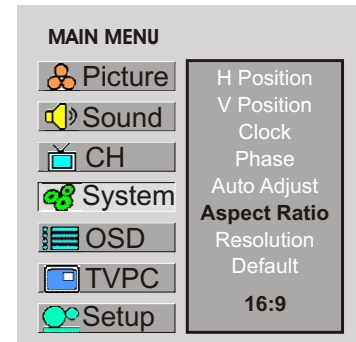 MAIN MENU
Picture
Sound
CH
System
OSD
TVPC
Setup
H Position
V Position
Clock
Phase
Auto Adjust
Aspect Ratio
Resolution
Default
16:9